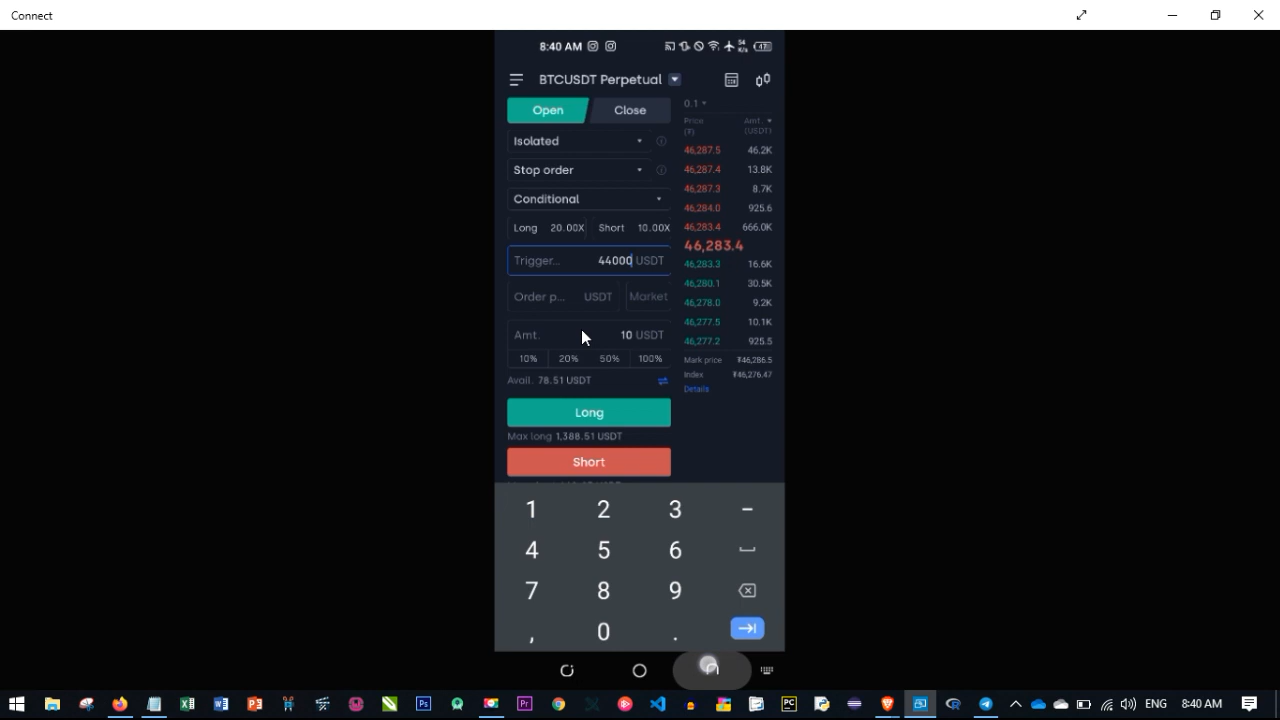 Connect
8:40 AM
54
K/s
47
BTCUSDT Perpetual
Open Close
0.1
Price
(₮)
Amt.
(USDT)
Isolated
46,287.5 46.2K
Stop order
46,287.4 13.8K
46,287.3 8.7K
Conditional
46,284.0 925.6
Long 20.00X Short 10.00X
46,283.4 666.0K
46,283.4
Trigger... 44000 USDT
46,283.3 16.6K
46,280.1 30.5K
Order p... USDT Market
46,278.0 9.2K
46,277.5 10.1K
Amt. 10 USDT
46,277.2 925.5
10% 20% 50% 100%
Mark price ₮46,286.5
Index ₮46,276.47
Avail. 78.51 USDT
Details
Long
Max long 1,388.51 USDT
Short
1 2 3 -
4 5 6
7 8 9
, 0 .
ENG 8:40 AM